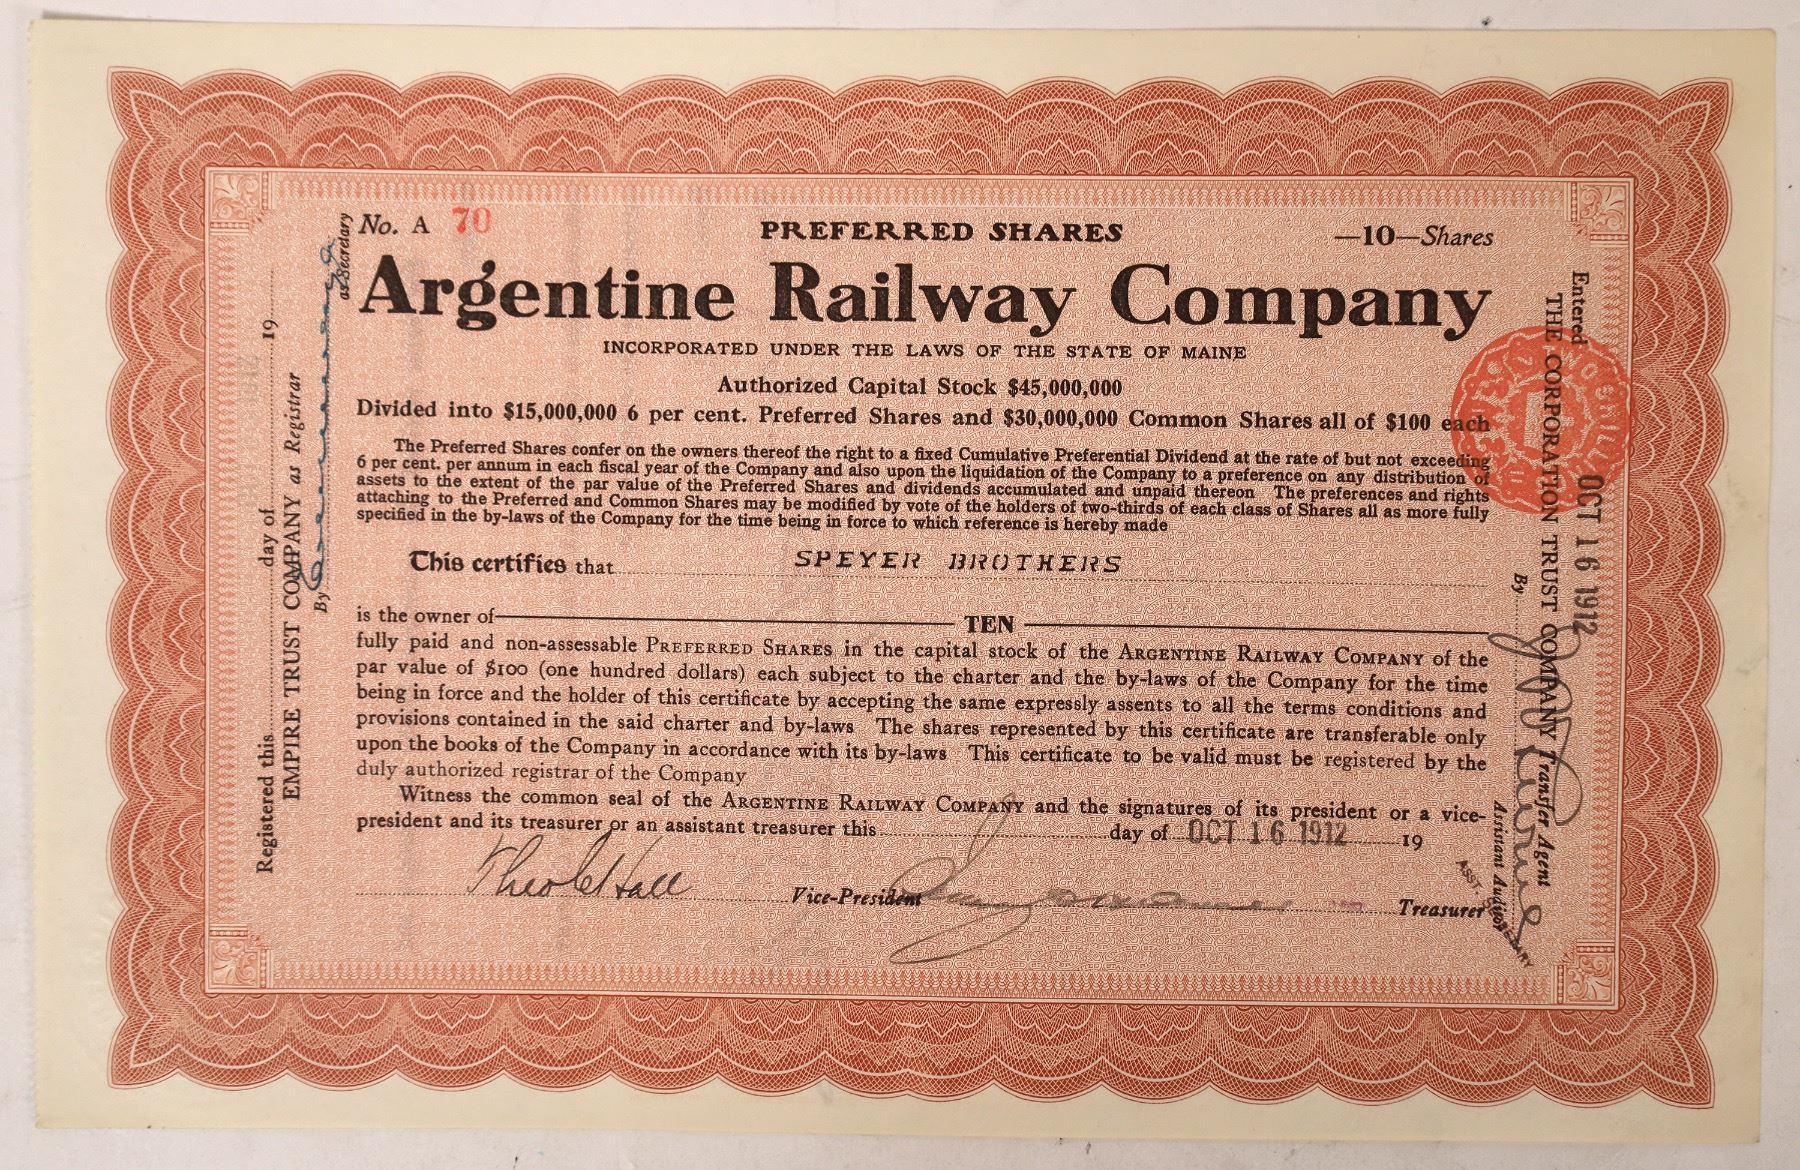 No. A 70
PREFERRED SHARES
—10—Shares
Argentine Railway Company
INCORPORATED UNDER THE LAWS OF THE STATE OF MAINE
Authorized Capital Stock $45,000,000
Divided into $15,000,000 6 per cent. Preferred Shares and $30,000,000 Common Shares all of $100 each
The Preferred Shares confer on the owners thereof the right to a fixed Cumulative Preferential Dividend at the rate of but not exceeding
6 per cent. per annum in each fiscal year of the Company and also upon the liquidation of the Company to a preference on any distribution of
assets to the extent of the par value of the Preferred Shares and dividends accumulated and unpaid thereon The preferences and rights
attaching to the Preferred and Common Shares may be modified by vote of the holders of two-thirds of each class of Shares all as more fully
specified in the by-laws of the Company for the time being in force to which reference is hereby made
This certifies that SPEYER BROTHERS
is the owner of TEN
fully paid and non-assessable PREFERRED SHARES in the capital stock of the ARGENTINE RAILWAY COMPANY of the
par value of $100 (one hundred dollars) each subject to the charter and the by-laws of the Company for the time
being in force and the holder of this certificate by accepting the same expressly assents to all the terms conditions and
provisions contained in the said charter and by-laws The shares represented by this certificate are transferable only
upon the books of the Company in accordance with its by-laws This certificate to be valid must be registered by the
duly authorized registrar of the Company
Witness the common seal of the ARGENTINE RAILWAY COMPANY and the signatures of its president or a vice-
president and its treasurer or an assistant treasurer this day of OCT 16 1912 19
Vice-President
ASST. Treasurer
Registered this day of 19
EMPIRE TRUST COMPANY as Registrar
By as Secretary
Entered OCT 16 1912
THE CORPORATION TRUST COMPANY Transfer Agent
By Assistant